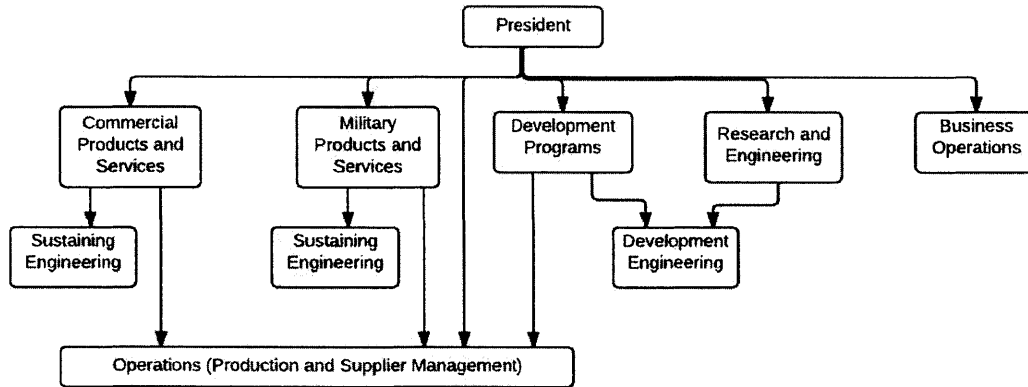 President
Commercial
Products and
Services
Military
Products and
Services
Development
Programs
Research and
Engineering
Business
Operations
Sustaining
Engineering
Sustaining
Engineering
Development
Engineering
Operations (Production and Supplier Management)